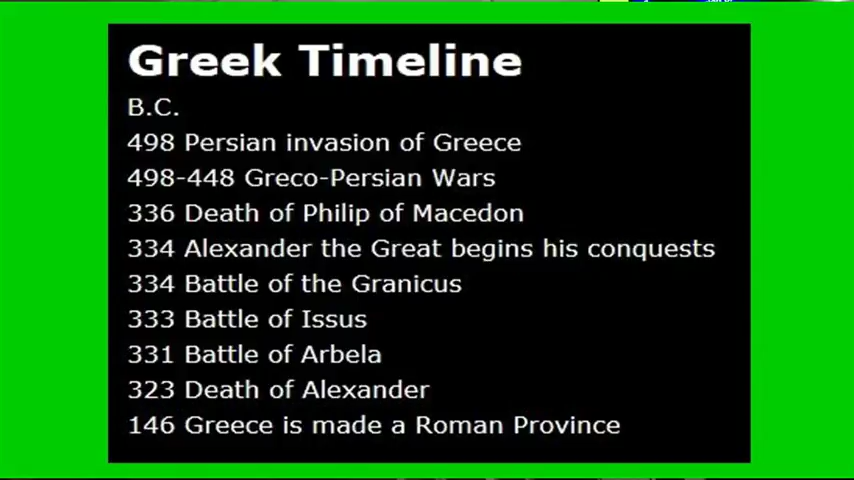 Greek Timeline
B.C.
498 Persian invasion of Greece
498-448 Greco-Persian Wars
336 Death of Philip of Macedon
334 Alexander the Great begins his conquests
334 Battle of the Granicus
333 Battle of Issus
331 Battle of Arbela
323 Death of Alexander
146 Greece is made a Roman Province